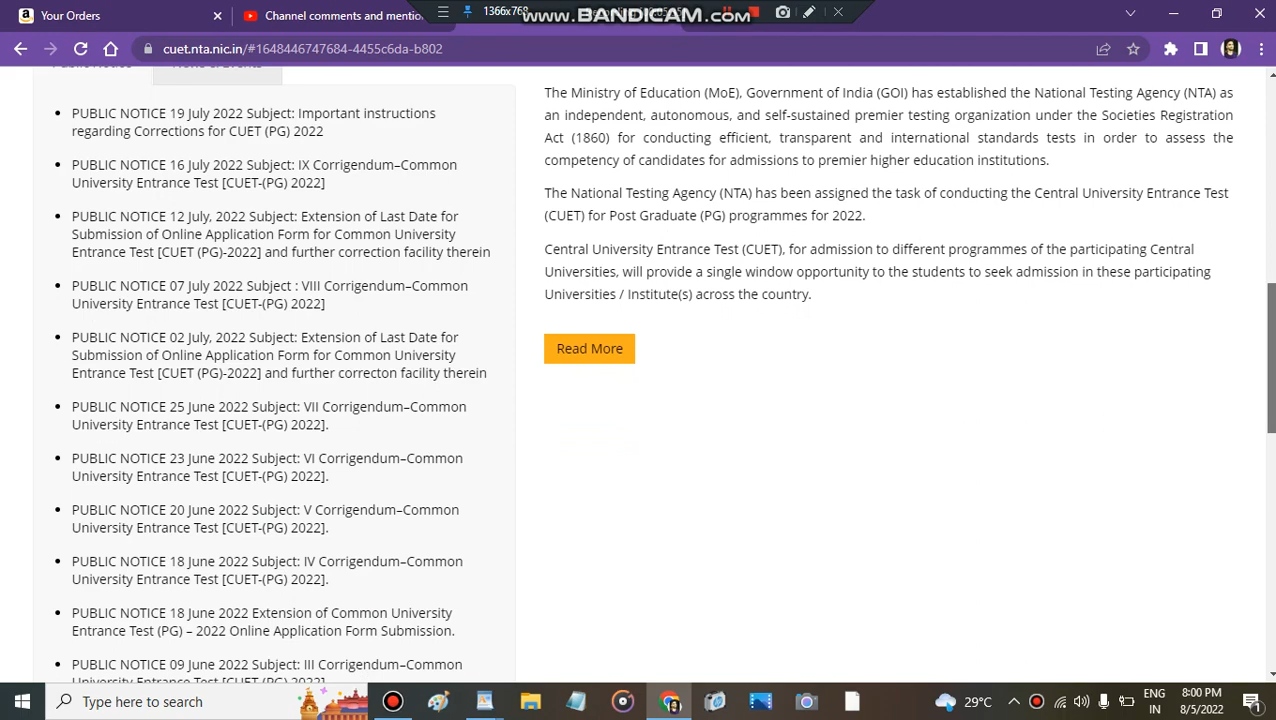 Your Orders
Channel comments and mention
1366x768
www.BANDICAM.com
cuet.nta.nic.in/#1648446747684-4455c6da-b802
PUBLIC NOTICE 19 July 2022 Subject: Important instructions
regarding Corrections for CUET (PG) 2022
PUBLIC NOTICE 16 July 2022 Subject: IX Corrigendum–Common
University Entrance Test [CUET-(PG) 2022]
PUBLIC NOTICE 12 July, 2022 Subject: Extension of Last Date for
Submission of Online Application Form for Common University
Entrance Test [CUET (PG)-2022] and further correction facility therein
PUBLIC NOTICE 07 July 2022 Subject : VIII Corrigendum–Common
University Entrance Test [CUET-(PG) 2022]
PUBLIC NOTICE 02 July, 2022 Subject: Extension of Last Date for
Submission of Online Application Form for Common University
Entrance Test [CUET (PG)-2022] and further correcton facility therein
PUBLIC NOTICE 25 June 2022 Subject: VII Corrigendum–Common
University Entrance Test [CUET-(PG) 2022].
PUBLIC NOTICE 23 June 2022 Subject: VI Corrigendum–Common
University Entrance Test [CUET-(PG) 2022].
PUBLIC NOTICE 20 June 2022 Subject: V Corrigendum–Common
University Entrance Test [CUET-(PG) 2022].
PUBLIC NOTICE 18 June 2022 Subject: IV Corrigendum–Common
University Entrance Test [CUET-(PG) 2022].
PUBLIC NOTICE 18 June 2022 Extension of Common University
Entrance Test (PG) – 2022 Online Application Form Submission.
PUBLIC NOTICE 09 June 2022 Subject: III Corrigendum–Common
University Entrance Test [CUET-(PG) 2022]
The Ministry of Education (MoE), Government of India (GOI) has established the National Testing Agency (NTA) as
an independent, autonomous, and self-sustained premier testing organization under the Societies Registration
Act (1860) for conducting efficient, transparent and international standards tests in order to assess the
competency of candidates for admissions to premier higher education institutions.
The National Testing Agency (NTA) has been assigned the task of conducting the Central University Entrance Test
(CUET) for Post Graduate (PG) programmes for 2022.
Central University Entrance Test (CUET), for admission to different programmes of the participating Central
Universities, will provide a single window opportunity to the students to seek admission in these participating
Universities / Institute(s) across the country.
Read More
Type here to search
29°C
ENG
IN
8:00 PM
8/5/2022
1